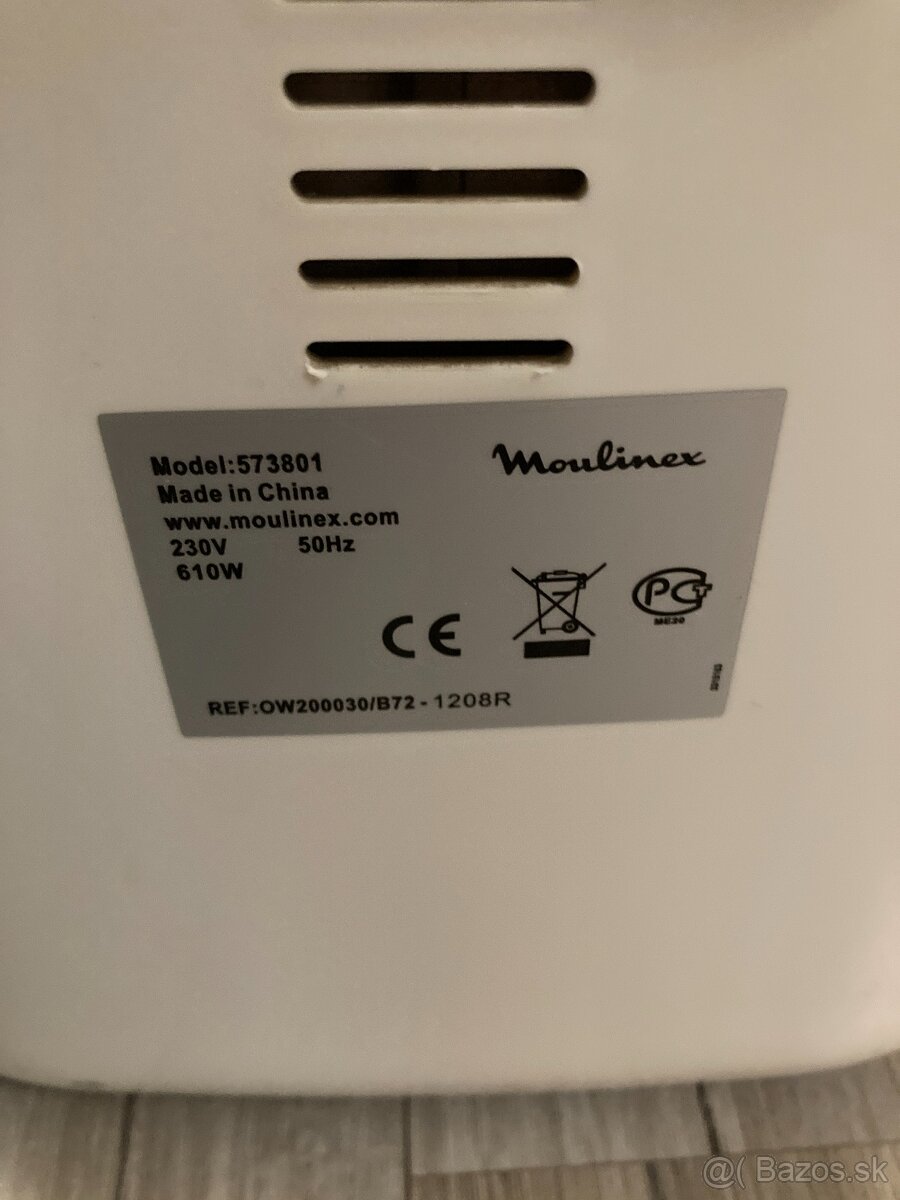 Model:573801
Moulinex
Made in China
www.moulinex.com
230V 50Hz
610W
CE
PCT
ME20
REF:OW200030/B72 - 1208R
@( Bazos.sk